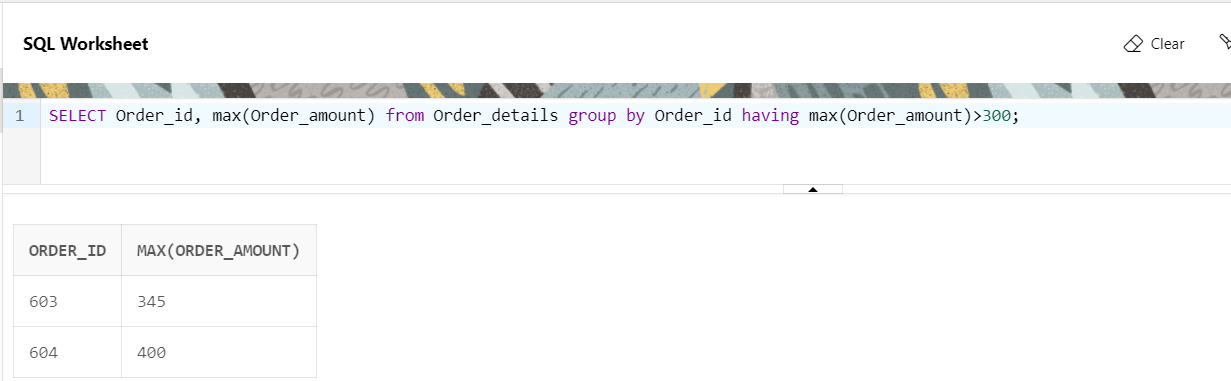 SQL Worksheet
Clear
1 SELECT Order_id, max(Order_amount) from Order_details group by Order_id having max(Order_amount)>300;
ORDER_ID MAX(ORDER_AMOUNT)
603 345
604 400